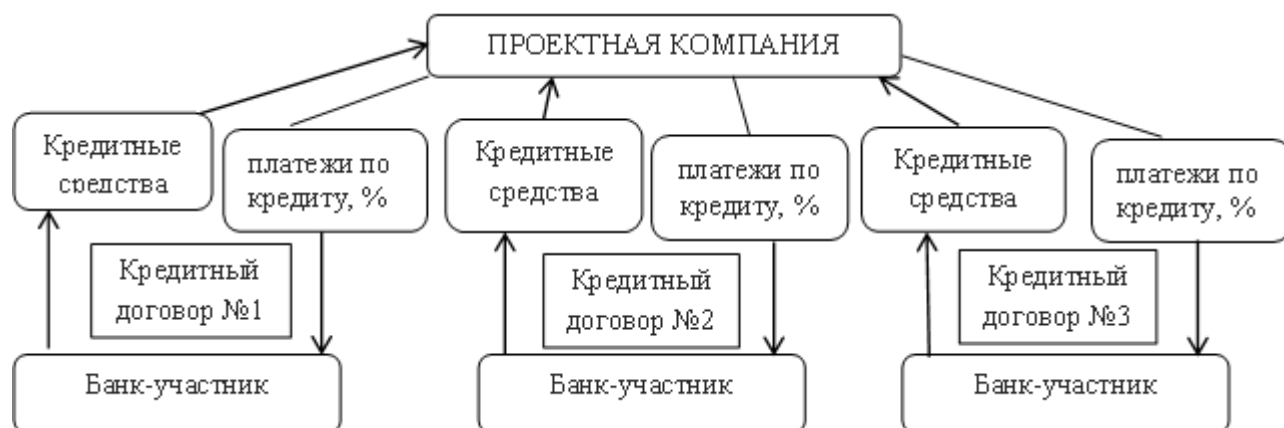 ПРОЕКТНАЯ КОМПАНИЯ
Кредитные
средства
платежи по
кредиту, %
Кредитные
средства
платежи по
кредиту, %
Кредитные
средства
платежи по
кредиту, %
Кредитный
договор №1
Кредитный
договор №2
Кредитный
договор №3
Банк-участник
Банк-участник
Банк-участник